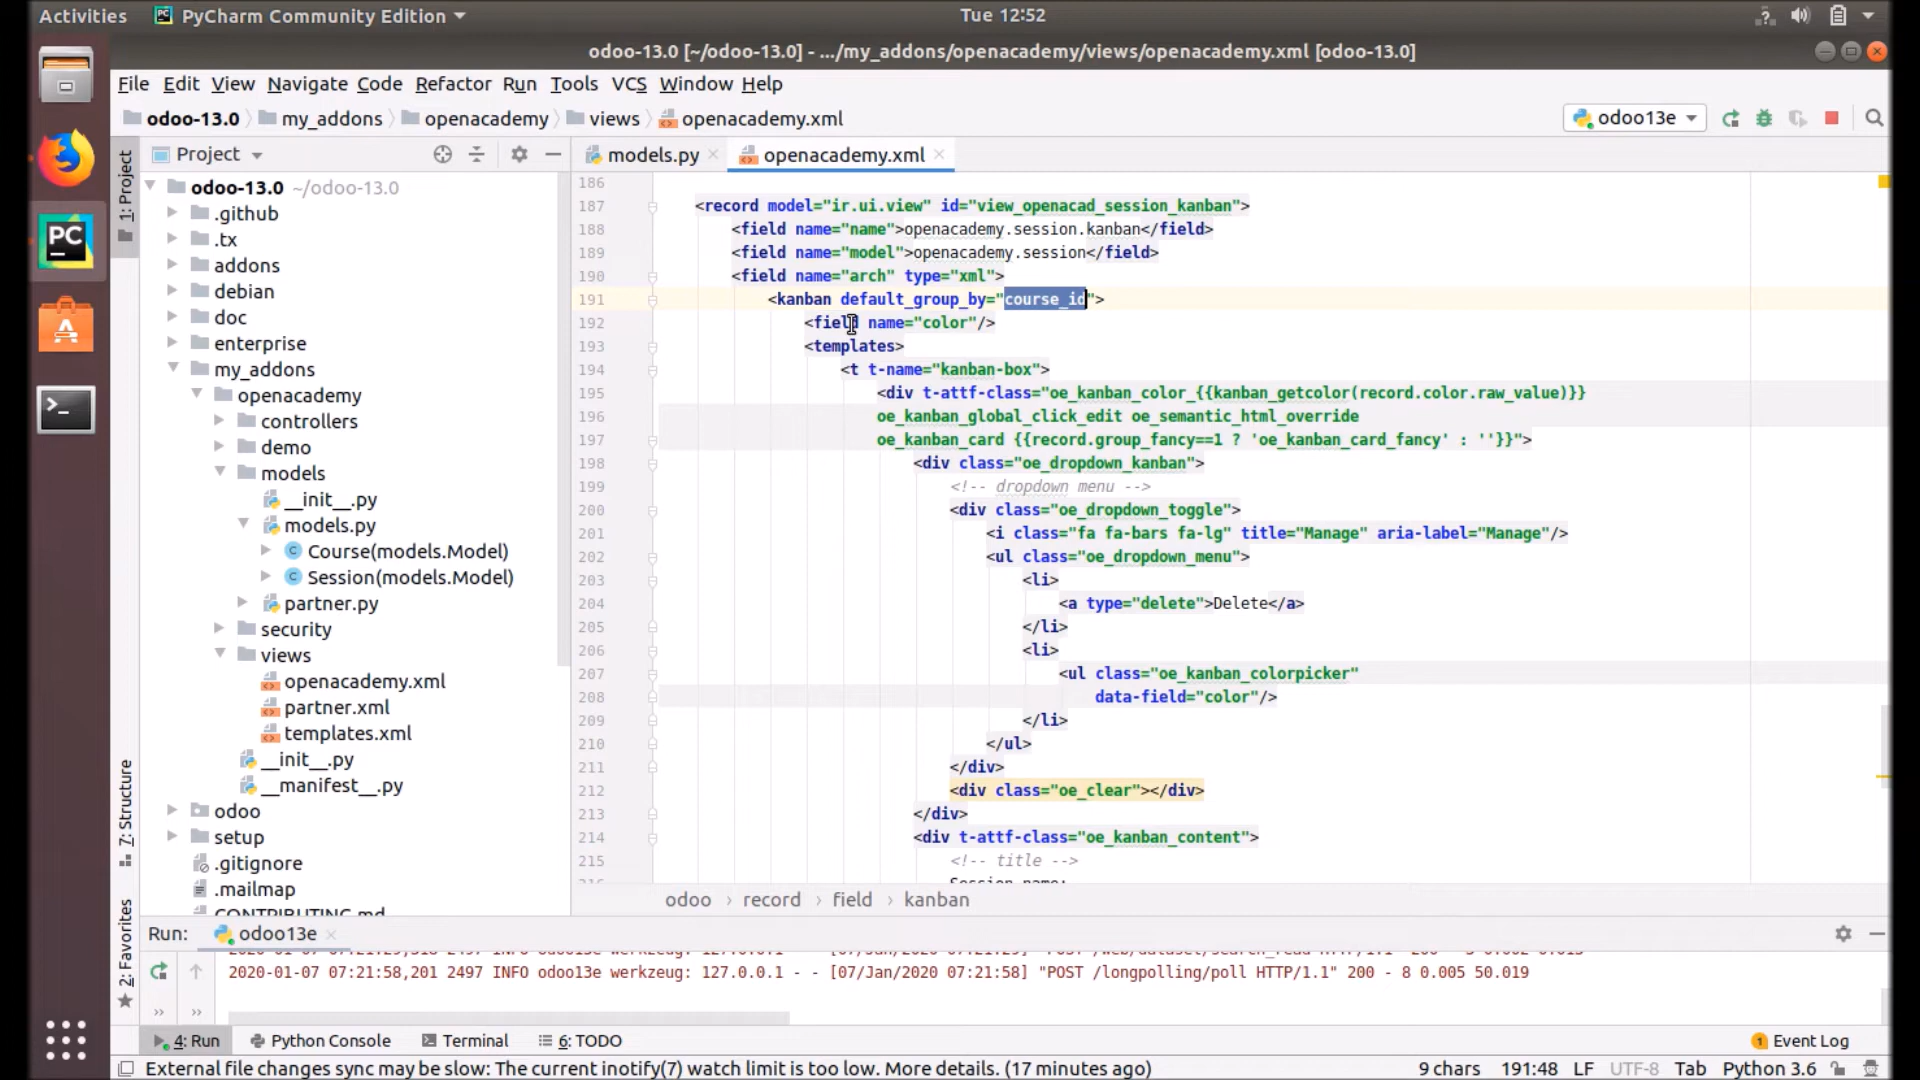 Activities
PyCharm Community Edition
Tue 12:52
odoo-13.0 [~/odoo-13.0] - .../my_addons/openacademy/views/openacademy.xml [odoo-13.0]
File Edit View Navigate Code Refactor Run Tools VCS Window Help
odoo-13.0 my_addons openacademy views openacademy.xml
odoo13e
Project
models.py
openacademy.xml
1: Project
7: Structure
2: Favorites
odoo-13.0 ~/odoo-13.0
.github
.tx
addons
debian
doc
enterprise
my_addons
openacademy
controllers
demo
models
__init__.py
models.py
Course(models.Model)
Session(models.Model)
partner.py
security
views
openacademy.xml
partner.xml
templates.xml
__init__.py
__manifest__.py
odoo
setup
.gitignore
.mailmap
CONTRIBUTING.md
186
187 <record model="ir.ui.view" id="view_openacad_session_kanban">
188 <field name="name">openacademy.session.kanban</field>
189 <field name="model">openacademy.session</field>
190 <field name="arch" type="xml">
191 <kanban default_group_by="course_id">
192 <field name="color"/>
193 <templates>
194 <t t-name="kanban-box">
195 <div t-attf-class="oe_kanban_color_{{kanban_getcolor(record.color.raw_value)}}
196 oe_kanban_global_click_edit oe_semantic_html_override
197 oe_kanban_card {{record.group_fancy==1 ? 'oe_kanban_card_fancy' : ''}}">
198 <div class="oe_dropdown_kanban">
199 <!-- dropdown menu -->
200 <div class="oe_dropdown_toggle">
201 <i class="fa fa-bars fa-lg" title="Manage" aria-label="Manage"/>
202 <ul class="oe_dropdown_menu">
203 <li>
204 <a type="delete">Delete</a>
205 </li>
206 <li>
207 <ul class="oe_kanban_colorpicker"
208 data-field="color"/>
209 </li>
210 </ul>
211 </div>
212 <div class="oe_clear"></div>
213 </div>
214 <div t-attf-class="oe_kanban_content">
215 <!-- title -->
216 Session name:
odoo › record › field › kanban
Run: odoo13e
2020-01-07 07:21:58,201 2497 INFO odoo13e werkzeug: 127.0.0.1 - - [07/Jan/2020 07:21:58] "POST /longpolling/poll HTTP/1.1" 200 - 8 0.005 50.019
4: Run
Python Console
Terminal
6: TODO
1 Event Log
External file changes sync may be slow: The current inotify(7) watch limit is too low. More details. (17 minutes ago)
9 chars 191:48 LF UTF-8 Tab Python 3.6